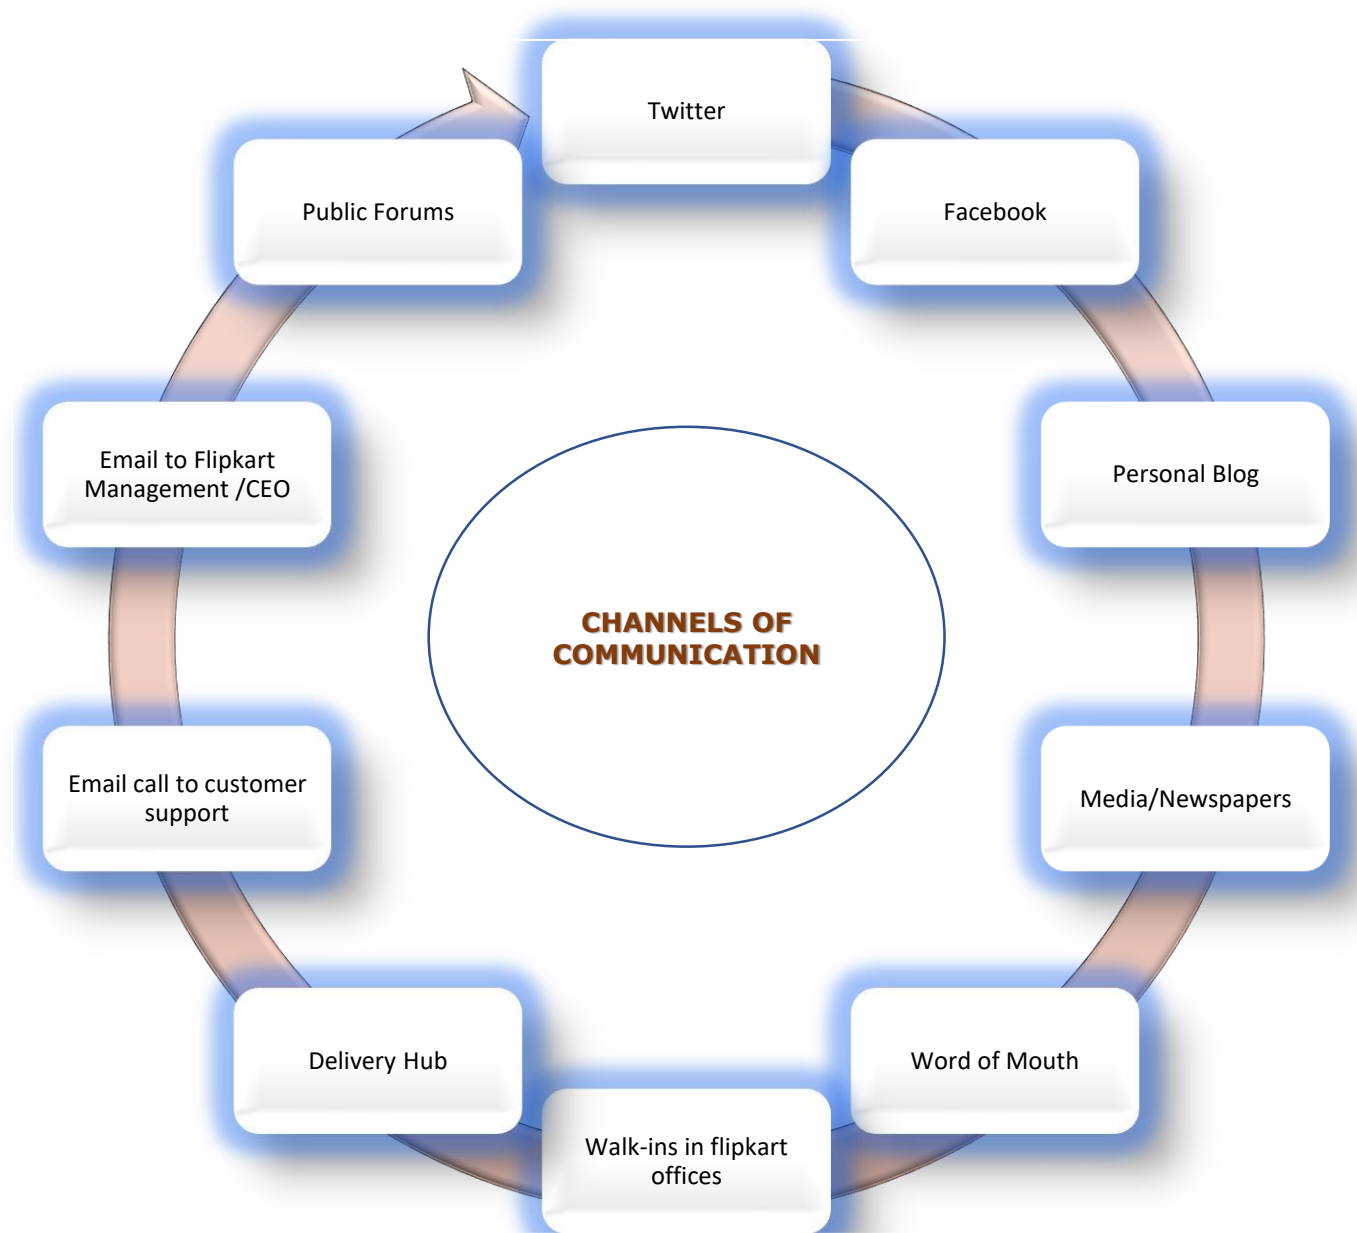 Twitter
Facebook
Personal Blog
Media/Newspapers
Word of Mouth
Walk-ins in flipkart
offices
Delivery Hub
Email call to customer
support
Email to Flipkart
Management /CEO
Public Forums
CHANNELS OF
COMMUNICATION